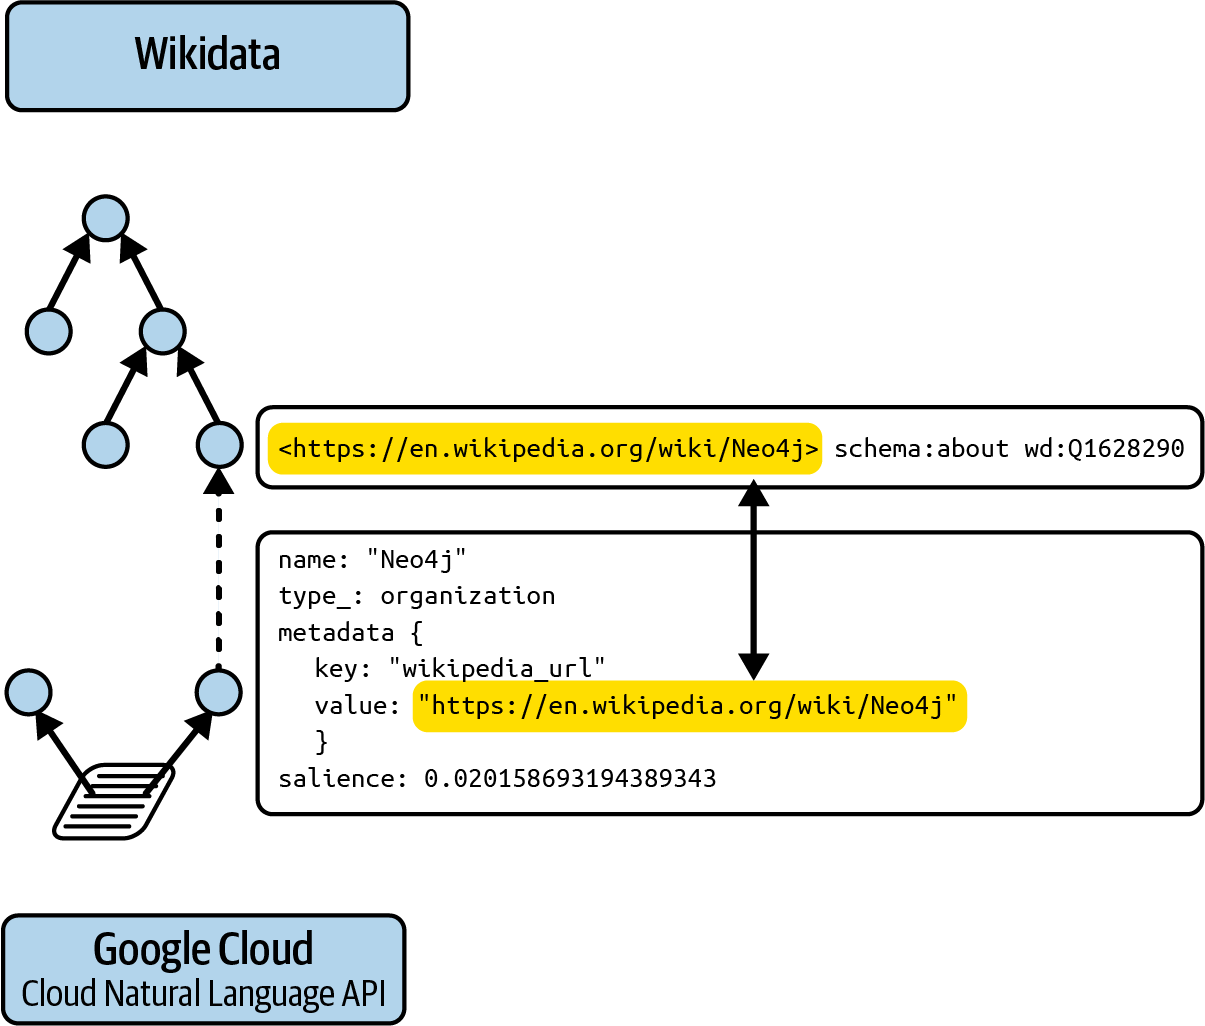 Wikidata
<https://en.wikipedia.org/wiki/Neo4j> schema:about wd:Q1628290
name: "Neo4j"
type_: organization
metadata {
key: "wikipedia_url"
value: "https://en.wikipedia.org/wiki/Neo4j"
}
salience: 0.020158693194389343
Google Cloud
Cloud Natural Language API